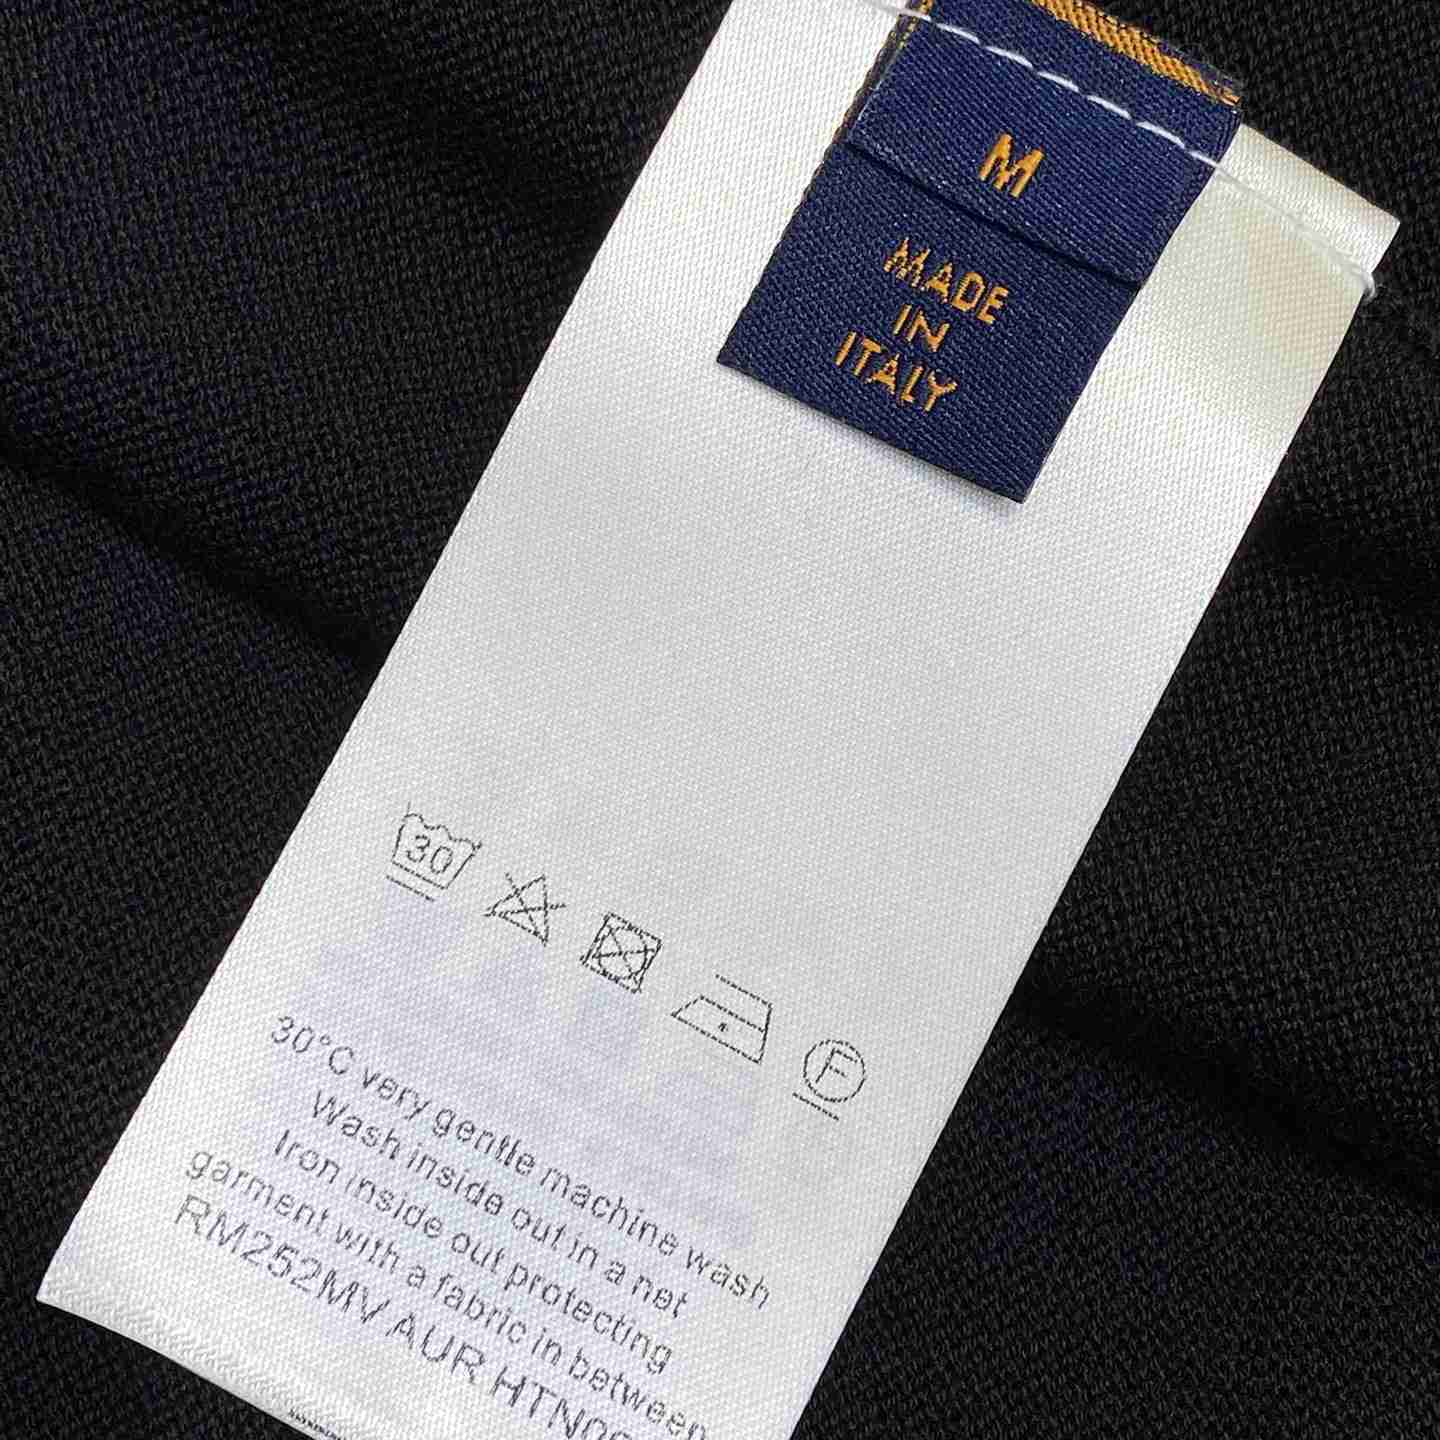 M
MADE
IN
ITALY
30
F
30°C very gentle machine wash
Wash inside out in a net
Iron inside out protecting
garment with a fabric in between
RM252MV AUR